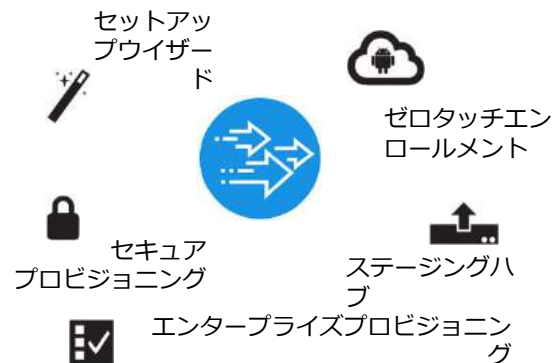 セットアッ
プウイザー
ド
ゼロタッチエン
ロールメント
セキュア
プロビジョニング
ステージングハ
ブ
エンタープライズプロビジョニン
グ